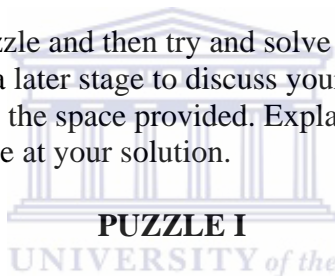 zzle and then try and solve
a later stage to discuss your
the space provided. Expla
e at your solution.
PUZZLE I
UNIVERSITY of the